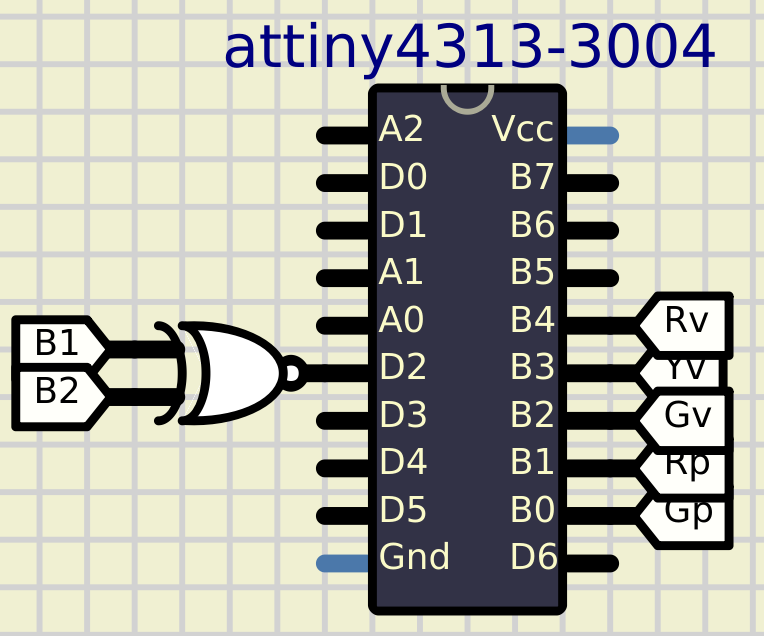 attiny4313-3004
A2 Vcc
D0 B7
D1 B6
A1 B5
A0 B4 Rv
B1 D2 B3 Yv
B2 D3 B2 Gv
D4 B1 Rp
D5 B0 Gp
Gnd D6